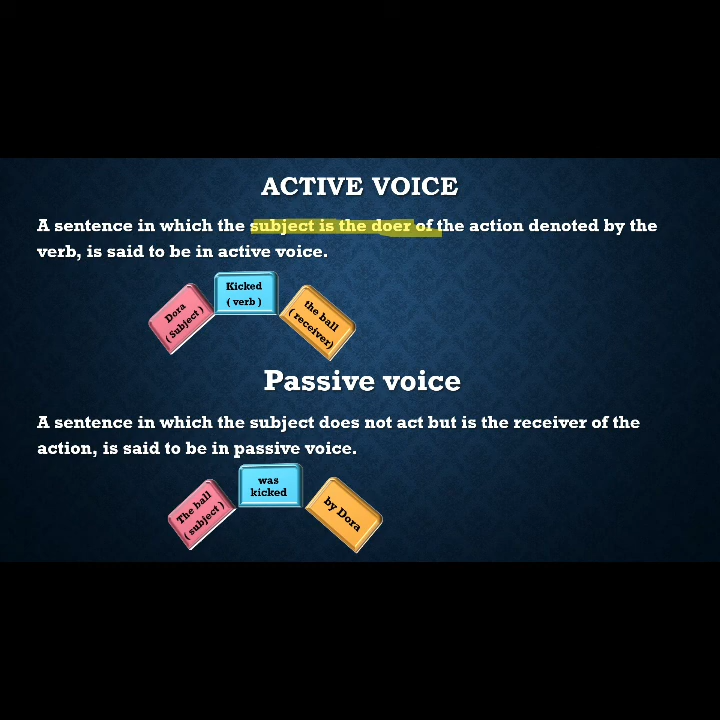 ACTIVE VOICE
A sentence in which the subject is the doer of the action denoted by the
verb, is said to be in active voice.
Dora
( Subject )
Kicked
( verb )
the ball
( receiver)
Passive voice
A sentence in which the subject does not act but is the receiver of the
action, is said to be in passive voice.
The ball
( subject )
was
kicked
by Dora